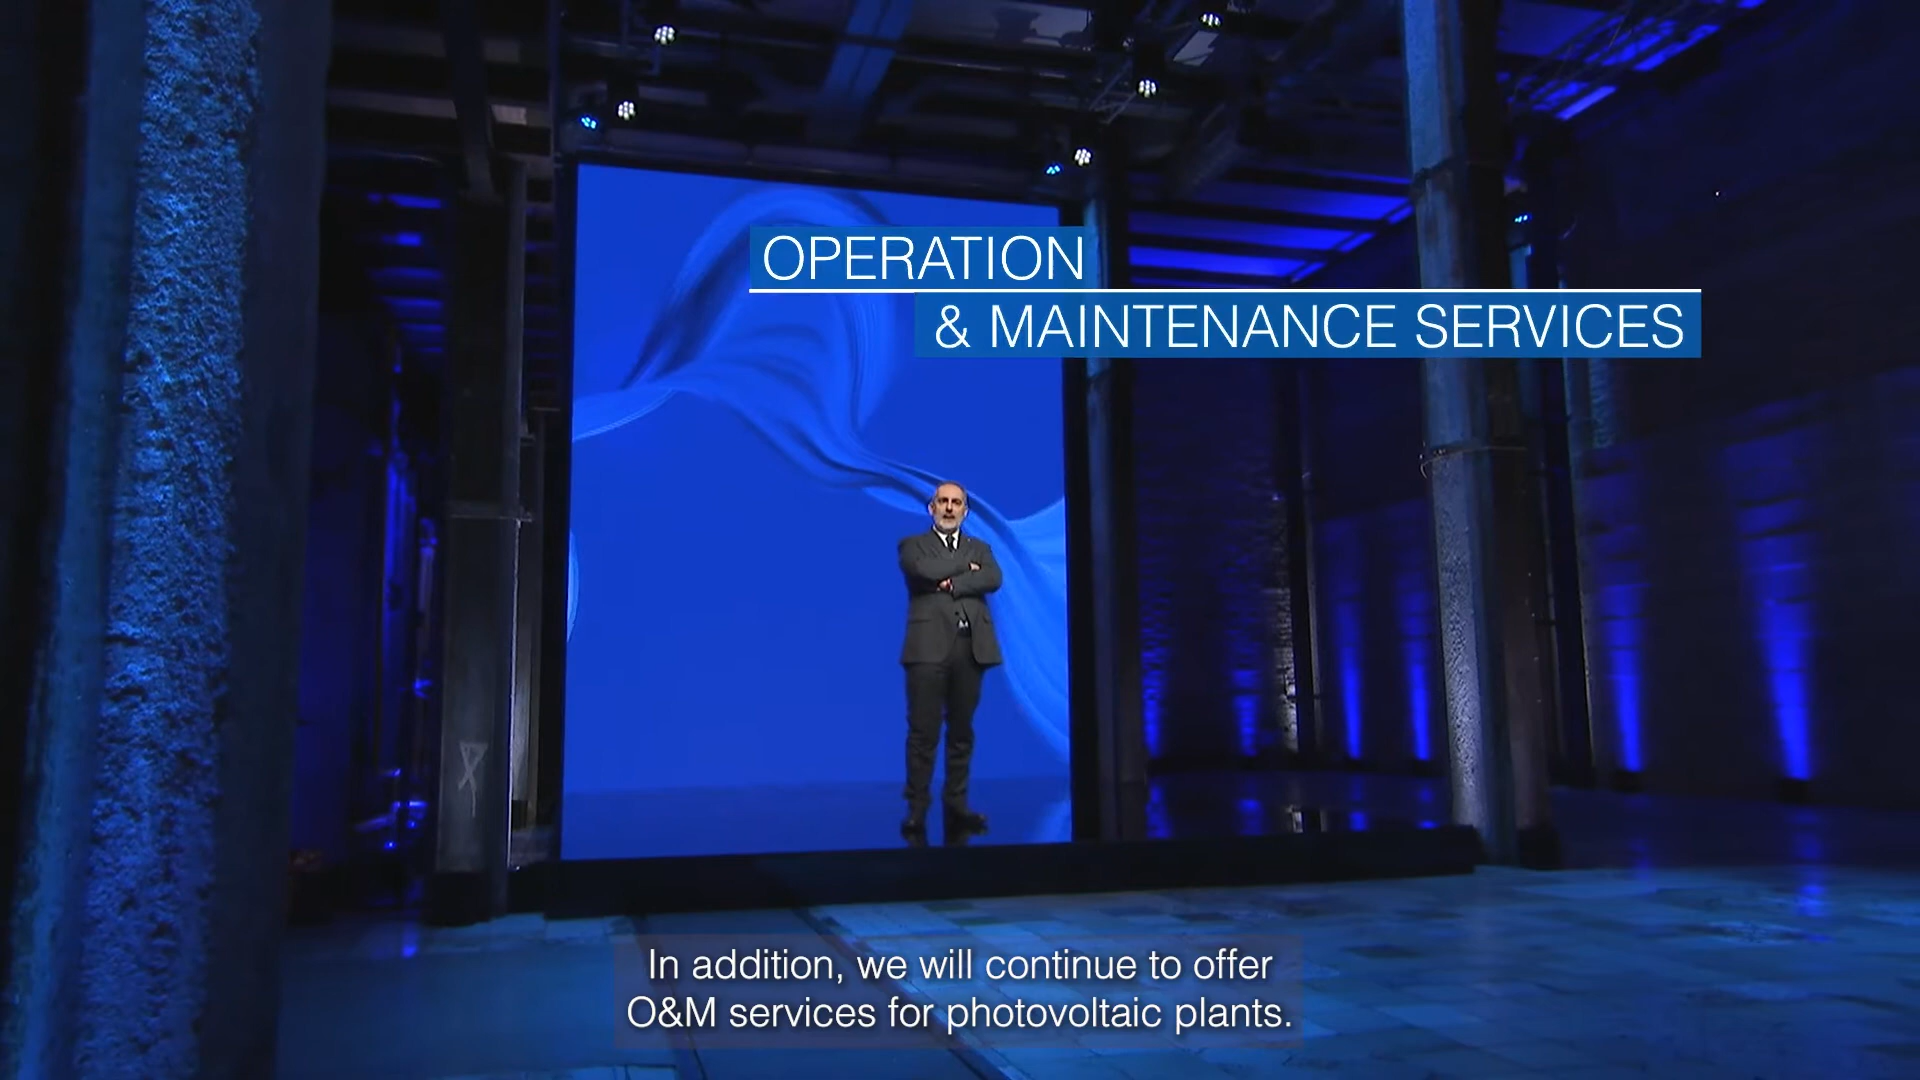 OPERATION
& MAINTENANCE SERVICES
In addition, we will continue to offer
O&M services for photovoltaic plants.